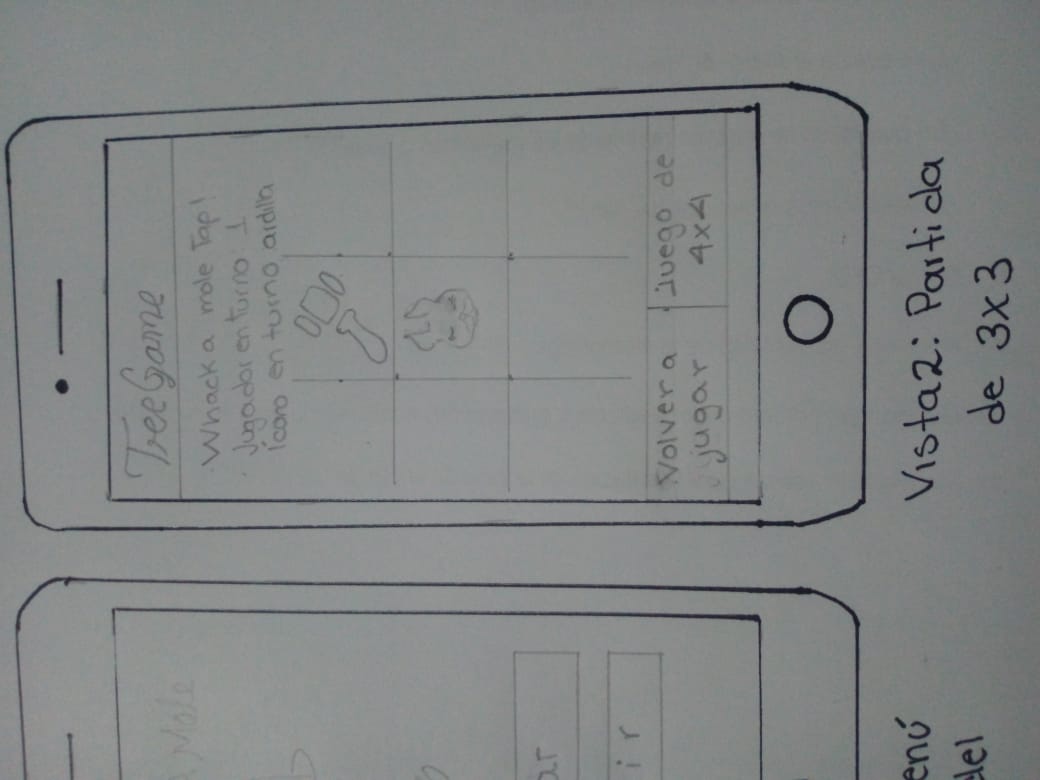 Mole
ar
ir
enú
del
TreeGame
Whack a mole Tap!
Jugador en turno 1
icono en turno ardilla
Volver a
jugar
Juego de
4x4
Vista2: Partida
de 3x3